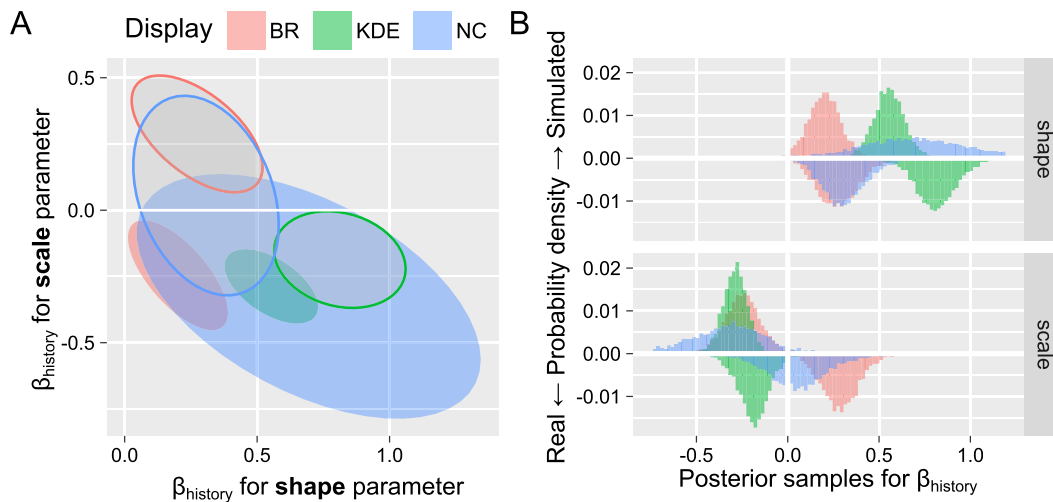 A
Display BR KDE NC
0.5
0.0
-0.5
0.0 0.5 1.0
βhistory for scale parameter
βhistory for shape parameter
B
Real ← Probability density → Simulated
0.02
0.01
0.00
-0.01
shape
0.02
0.01
0.00
-0.01
scale
-0.5 0.0 0.5 1.0
Posterior samples for βhistory